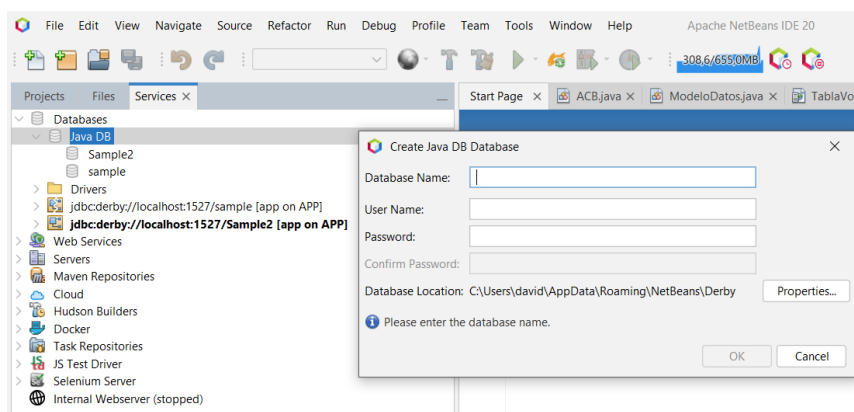 File Edit View Navigate Source Refactor Run Debug Profile Team Tools Window Help Apache NetBeans IDE 20
308,6/655,0MB
Projects Files Services
Start Page ACB.java ModeloDatos.java TablaVo
Databases
Java DB
Sample2
sample
Drivers
jdbc:derby://localhost:1527/sample [app on APP]
jdbc:derby://localhost:1527/Sample2 [app on APP]
Web Services
Servers
Maven Repositories
Cloud
Hudson Builders
Docker
Task Repositories
JS Test Driver
Selenium Server
Internal Webserver (stopped)
Create Java DB Database
Database Name:
User Name:
Password:
Confirm Password:
Database Location: C:\Users\david\AppData\Roaming\NetBeans\Derby Properties...
Please enter the database name.
OK Cancel